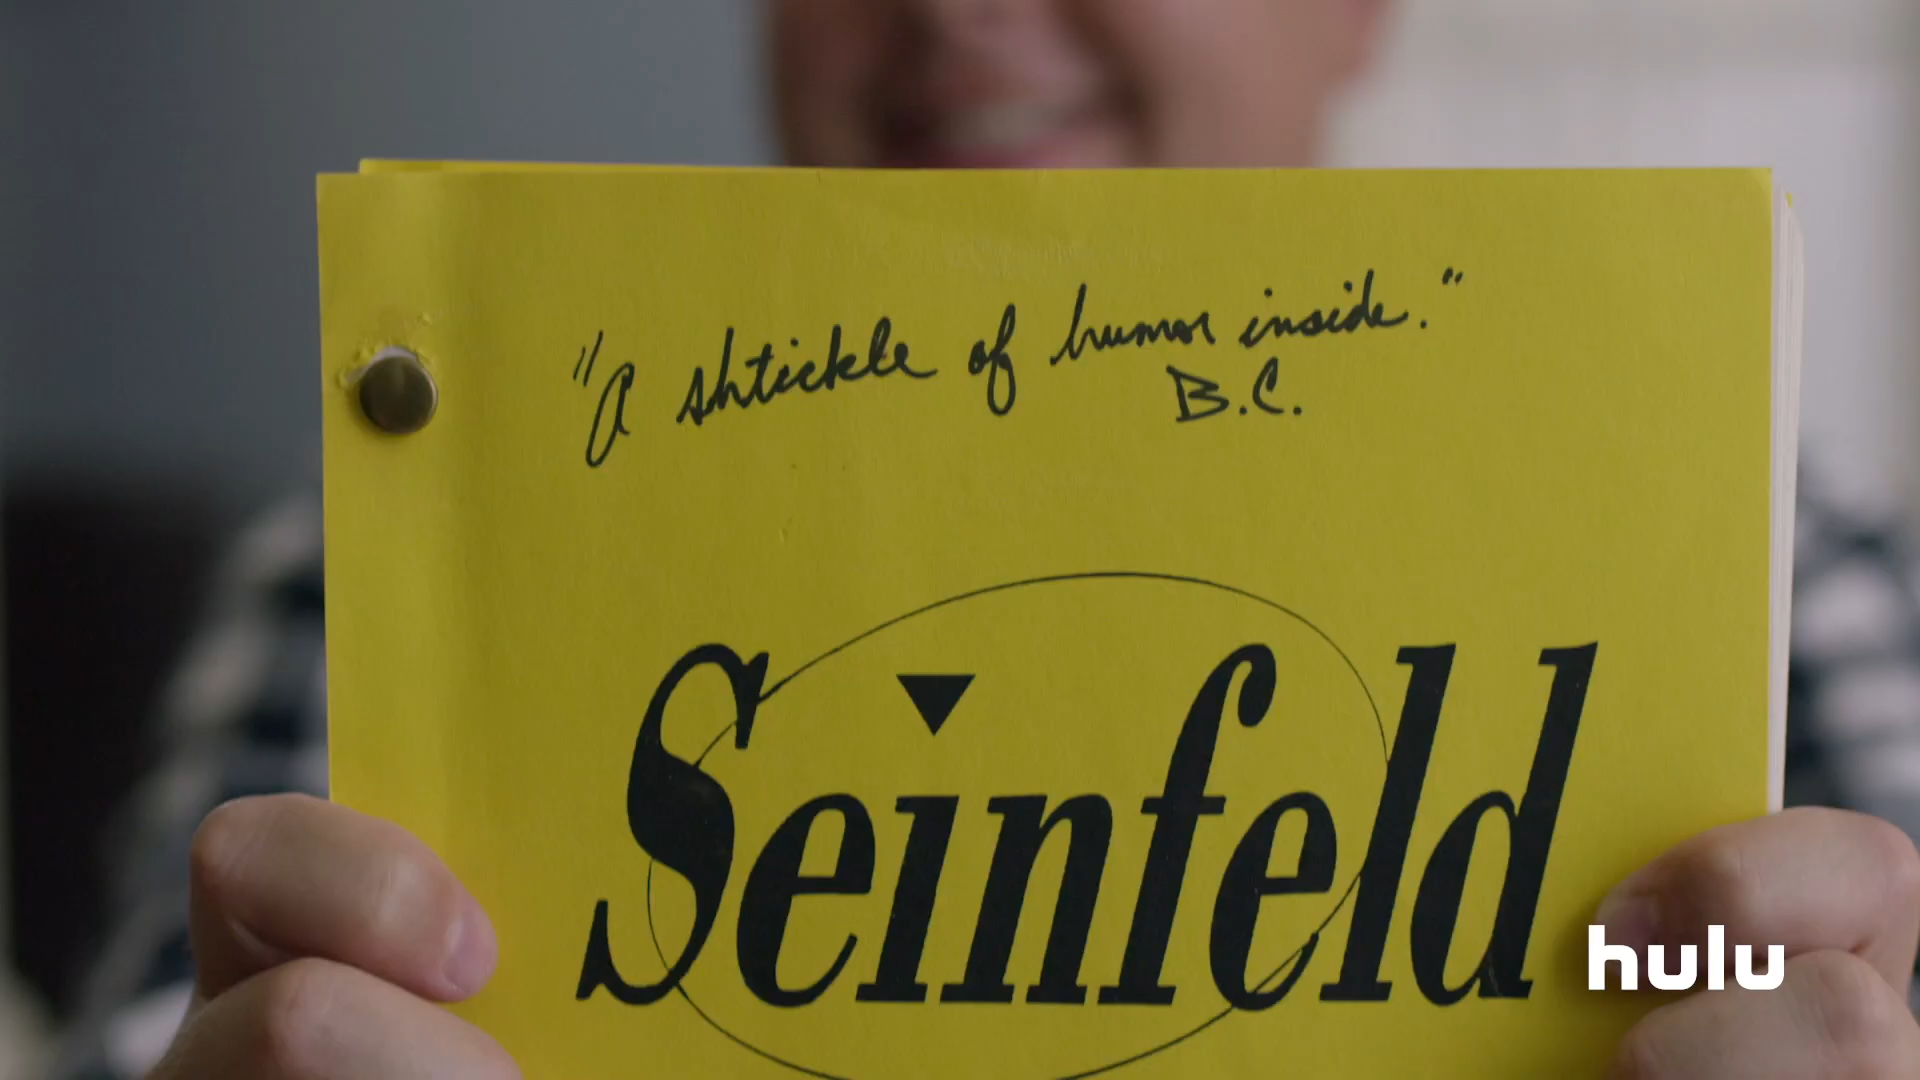 "A shtickle of humor inside."
B.C.
Seinfeld
hulu